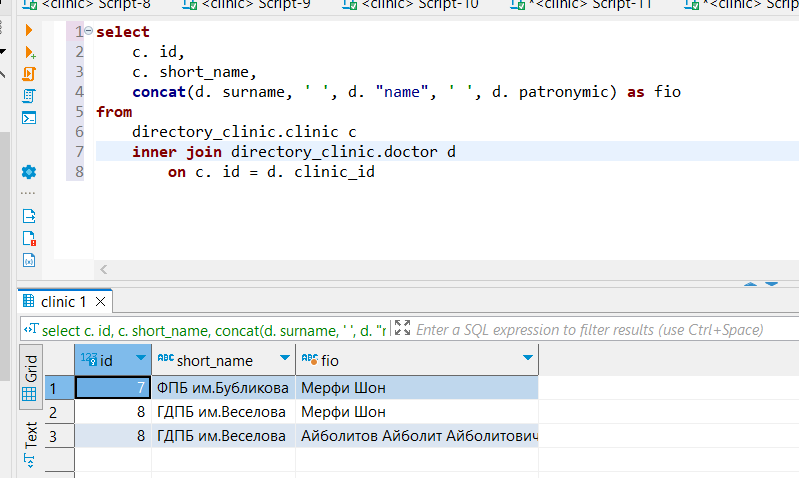 <clinic> Script-8 <clinic> Script-9 <clinic> Script-10 *<clinic> Script-11 *<clinic> Scrip
1 select
2 c. id,
3 c. short_name,
4 concat(d. surname, ' ', d. "name", ' ', d. patronymic) as fio
5 from
6 directory_clinic.clinic c
7 inner join directory_clinic.doctor d
8 on c. id = d. clinic_id
clinic 1
select c. id, c. short_name, concat(d. surname, ' ', d. "n Enter a SQL expression to filter results (use Ctrl+Space)
Grid
Text
123 id ABC short_name ABC fio
1 7 ФПБ им.Бубликова Мерфи Шон
2 8 ГДПБ им.Веселова Мерфи Шон
3 8 ГДПБ им.Веселова Айболитов Айболит Айболитович